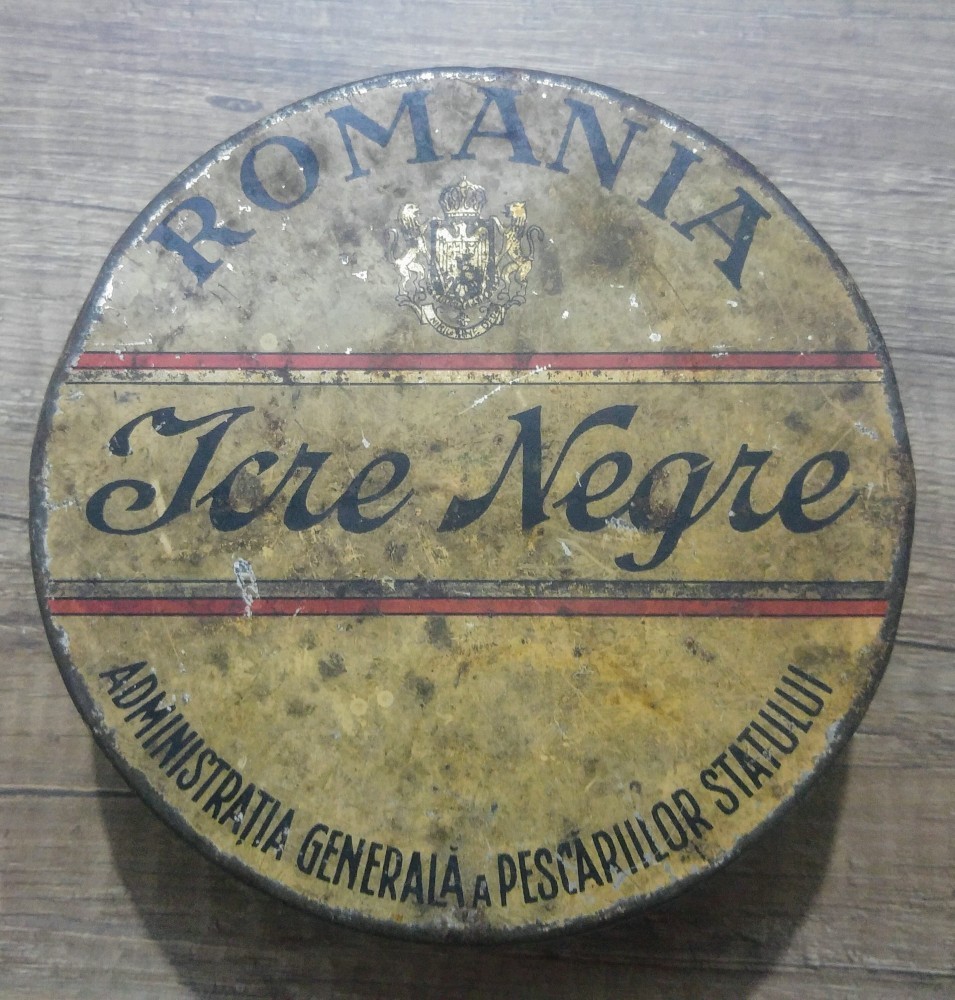 ROMANIA
Icre Negre
ADMINISTRAȚIA GENERALĂ A PESCĂRIILOR STATULUI